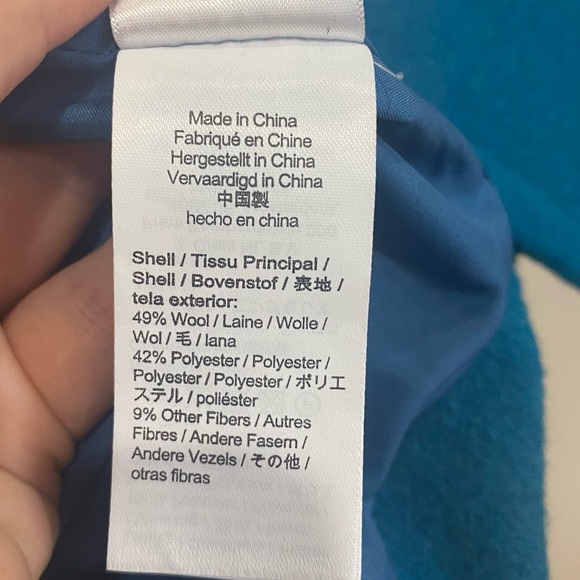 Made in China
Fabriqué en Chine
Hergestellt in China
Vervaardigd in China
中国製
hecho en china
Shell / Tissu Principal /
Shell / Bovenstof / 表地 /
tela exterior:
49% Wool / Laine / Wolle /
Wol / 毛 / lana
42% Polyester / Polyester /
Polyester / Polyester / ポリエ
ステル / poliéster
9% Other Fibers / Autres
Fibres / Andere Fasern /
Andere Vezels / その他 /
otras fibras